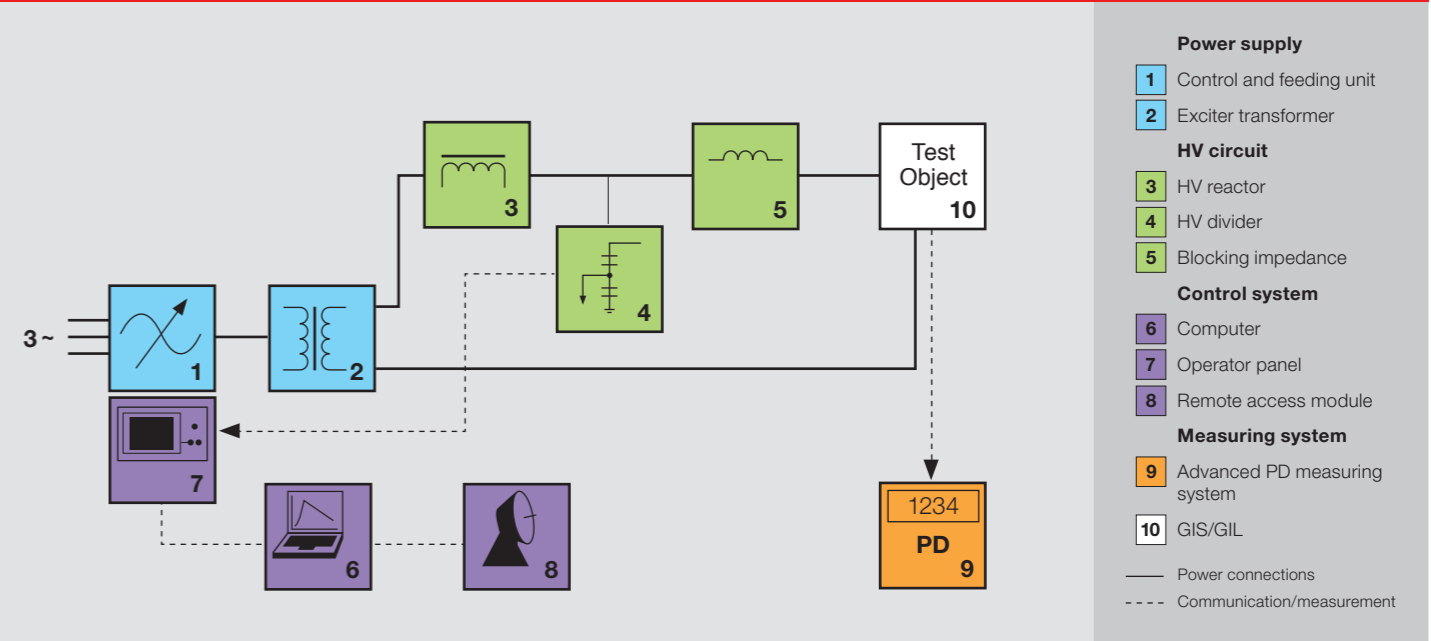 3 ~
1
2
3
4
5
Test
Object
10
7
6
8
1234
PD
9
Power supply
1 Control and feeding unit
2 Exciter transformer
HV circuit
3 HV reactor
4 HV divider
5 Blocking impedance
Control system
6 Computer
7 Operator panel
8 Remote access module
Measuring system
9 Advanced PD measuring
system
10 GIS/GIL
Power connections
Communication/measurement